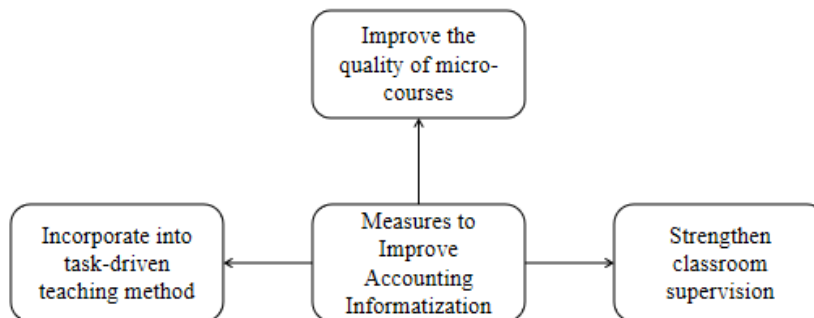 Improve the
quality of micro-
courses
Incorporate into
task-driven
teaching method
Measures to
Improve
Accounting
Informatization
Strengthen
classroom
supervision